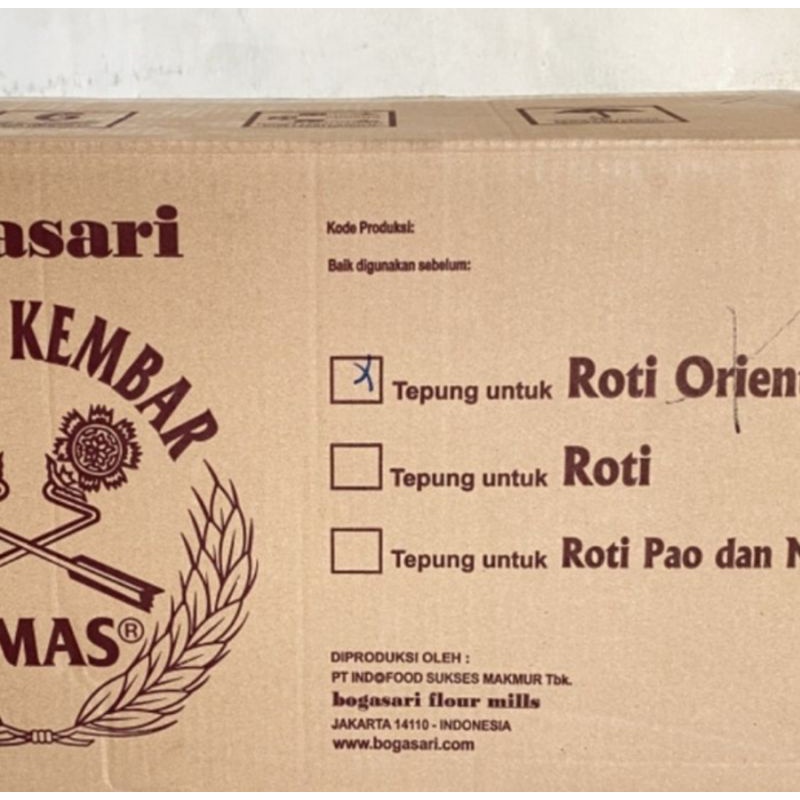 asari
KEMBAR
MAS®
Kode Produksi:
Baik digunakan sebelum:
Tepung untuk Roti Orien
Tepung untuk Roti
Tepung untuk Roti Pao dan
DIPRODUKSI OLEH :
PT INDOFOOD SUKSES MAKMUR Tbk.
bogasari flour mills
JAKARTA 14110 - INDONESIA
www.bogasari.com